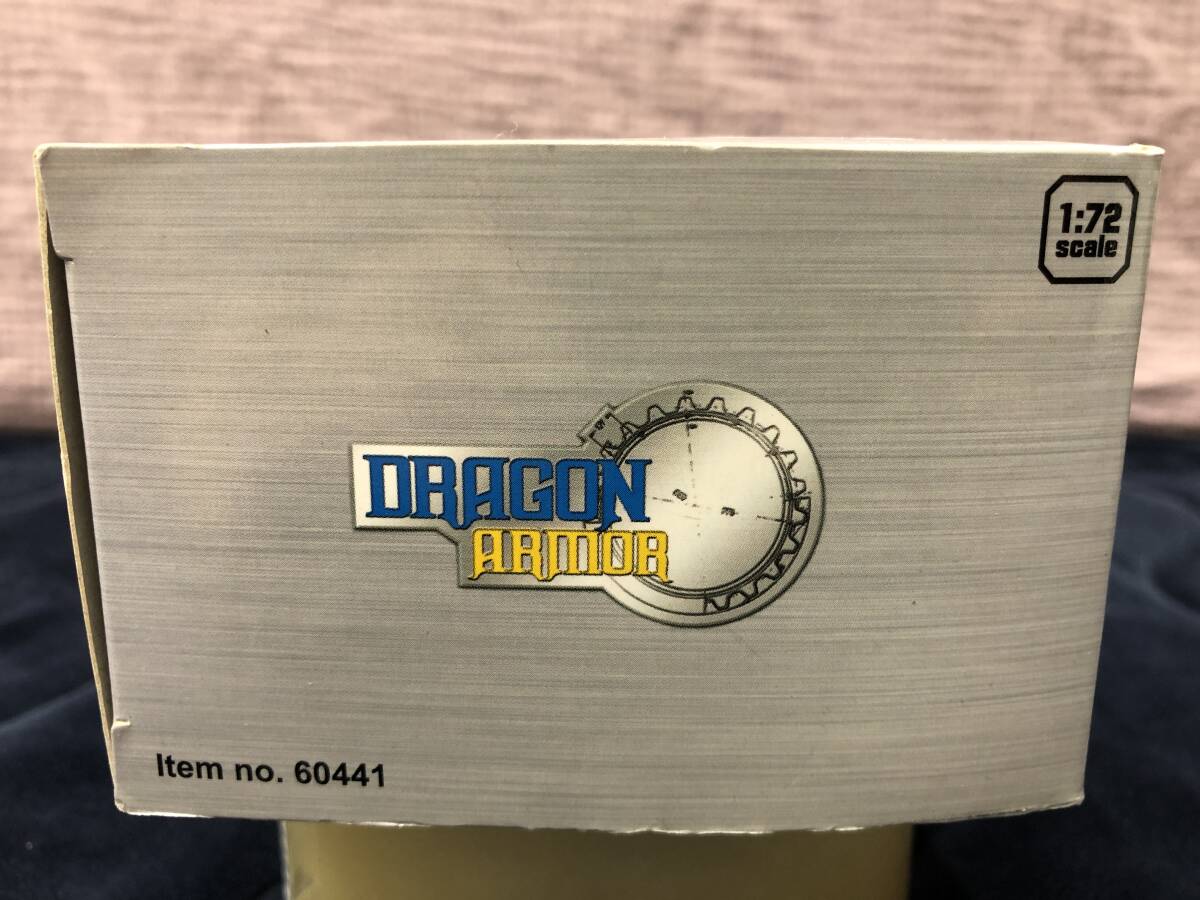 1:72
scale
DRAGON
ARMOR
Item no. 60441